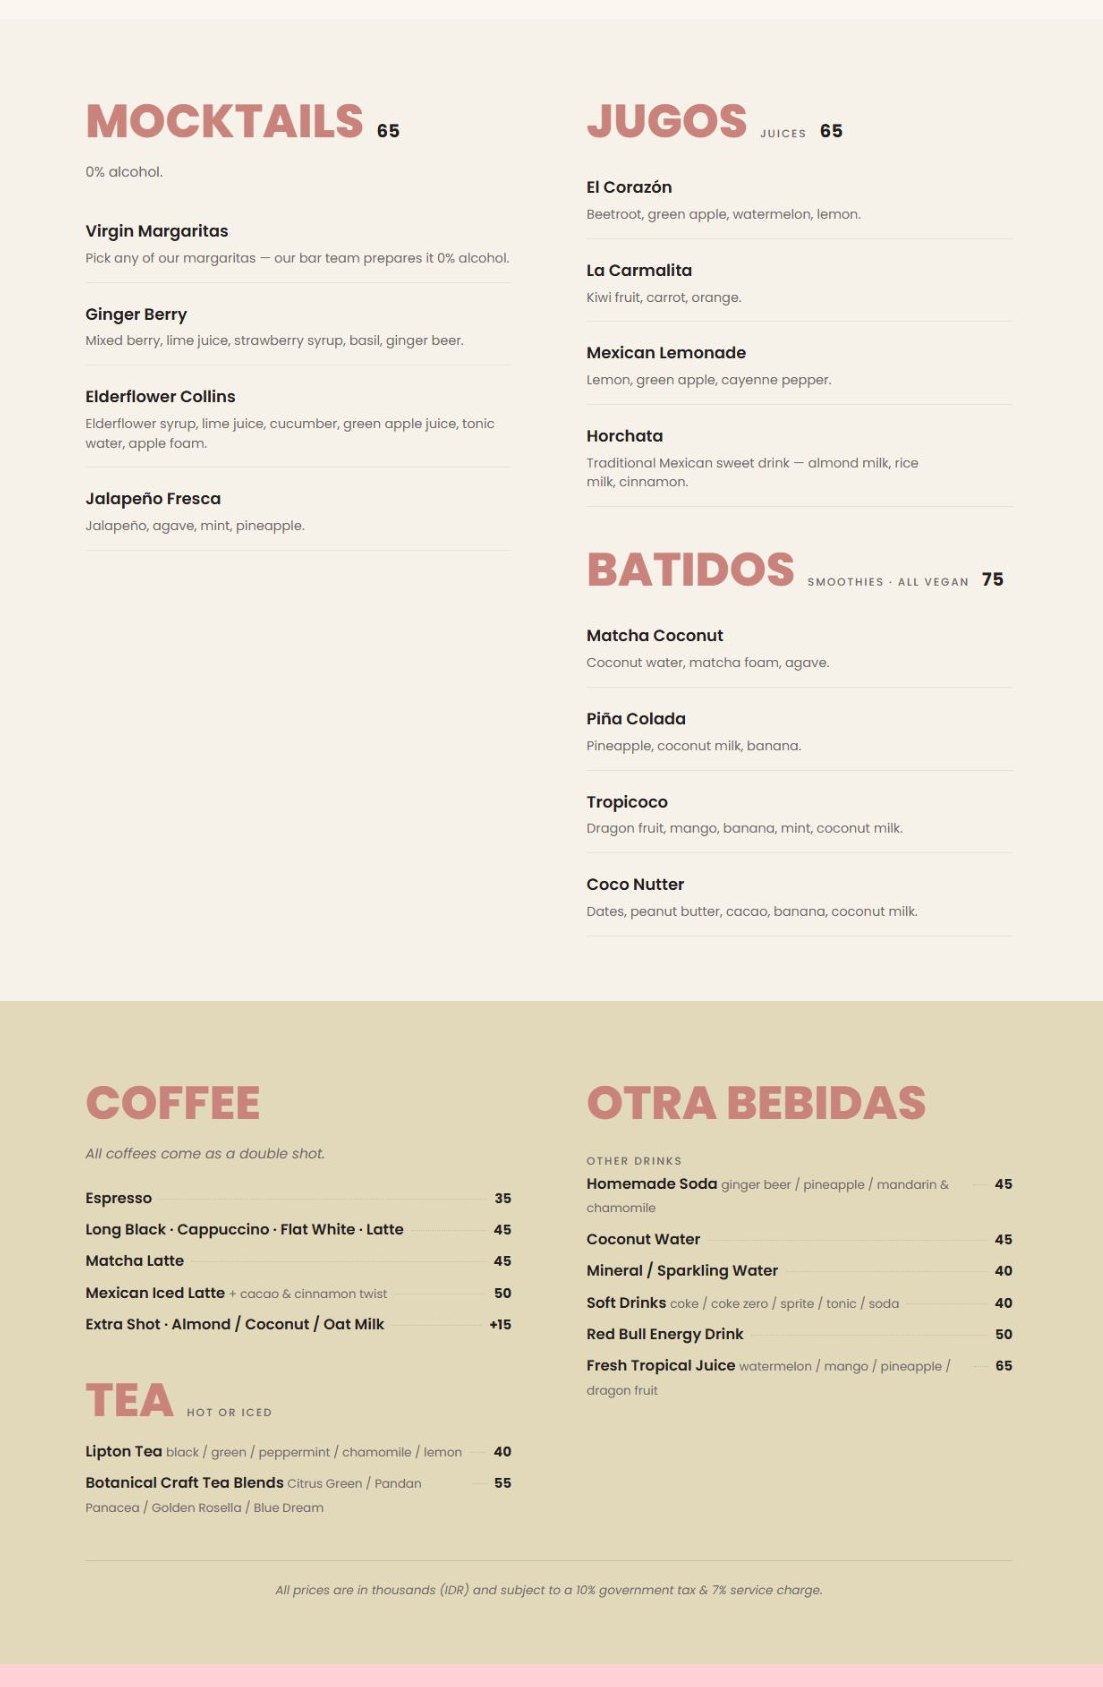 MOCKTAILS 65
0% alcohol.
Virgin Margaritas
Pick any of our margaritas — our bar team prepares it 0% alcohol.
Ginger Berry
Mixed berry, lime juice, strawberry syrup, basil, ginger beer.
Elderflower Collins
Elderflower syrup, lime juice, cucumber, green apple juice, tonic
water, apple foam.
Jalapeño Fresca
Jalapeño, agave, mint, pineapple.
JUGOS JUICES 65
El Corazón
Beetroot, green apple, watermelon, lemon.
La Carmalita
Kiwi fruit, carrot, orange.
Mexican Lemonade
Lemon, green apple, cayenne pepper.
Horchata
Traditional Mexican sweet drink — almond milk, rice
milk, cinnamon.
BATIDOS SMOOTHIES · ALL VEGAN 75
Matcha Coconut
Coconut water, matcha foam, agave.
Piña Colada
Pineapple, coconut milk, banana.
Tropicoco
Dragon fruit, mango, banana, mint, coconut milk.
Coco Nutter
Dates, peanut butter, cacao, banana, coconut milk.
COFFEE
All coffees come as a double shot.
Espresso 35
Long Black · Cappuccino · Flat White · Latte 45
Matcha Latte 45
Mexican Iced Latte + cacao & cinnamon twist 50
Extra Shot · Almond / Coconut / Oat Milk +15
TEA HOT OR ICED
Lipton Tea black / green / peppermint / chamomile / lemon 40
Botanical Craft Tea Blends Citrus Green / Pandan 55
Panacea / Golden Rosella / Blue Dream
OTRA BEBIDAS
OTHER DRINKS
Homemade Soda ginger beer / pineapple / mandarin & 45
chamomile
Coconut Water 45
Mineral / Sparkling Water 40
Soft Drinks coke / coke zero / sprite / tonic / soda 40
Red Bull Energy Drink 50
Fresh Tropical Juice watermelon / mango / pineapple / 65
dragon fruit
All prices are in thousands (IDR) and subject to a 10% government tax & 7% service charge.